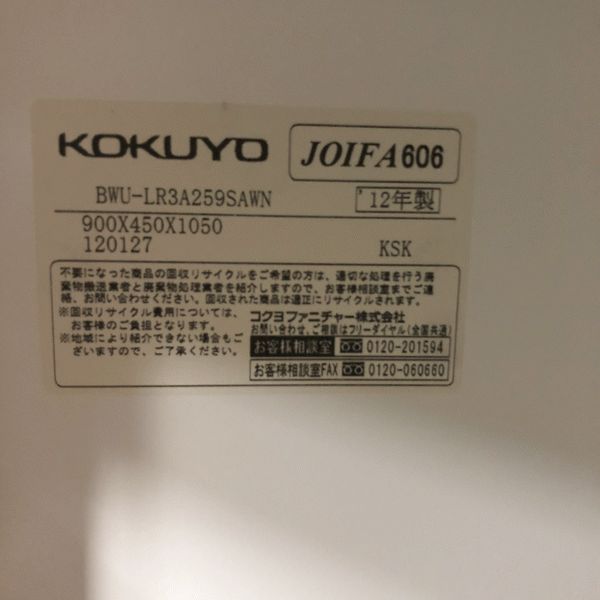 KOKUYO
JOIFA606
BWU-LR3A259SAWN
'12年製
900X450X1050
120127
KSK
不要になった商品の回収リサイクルをご希望の方は、適切な処理を行う廃
棄物搬送業者と廃棄物処理業者を紹介しますので、お客様相談室までご連
絡、お問い合わせください。回収された商品は適正にリサイクルされます。
※回収リサイクル費用については、
お客様のご負担となります。
※地域により紹介できない場合もご
ざいますので、ご了承ください。
コクヨファニチャー株式会社
お問い合わせ、ご相談はフリーダイヤル(全国共通)
お客様相談室 0120-201594
お客様相談室FAX 0120-060660